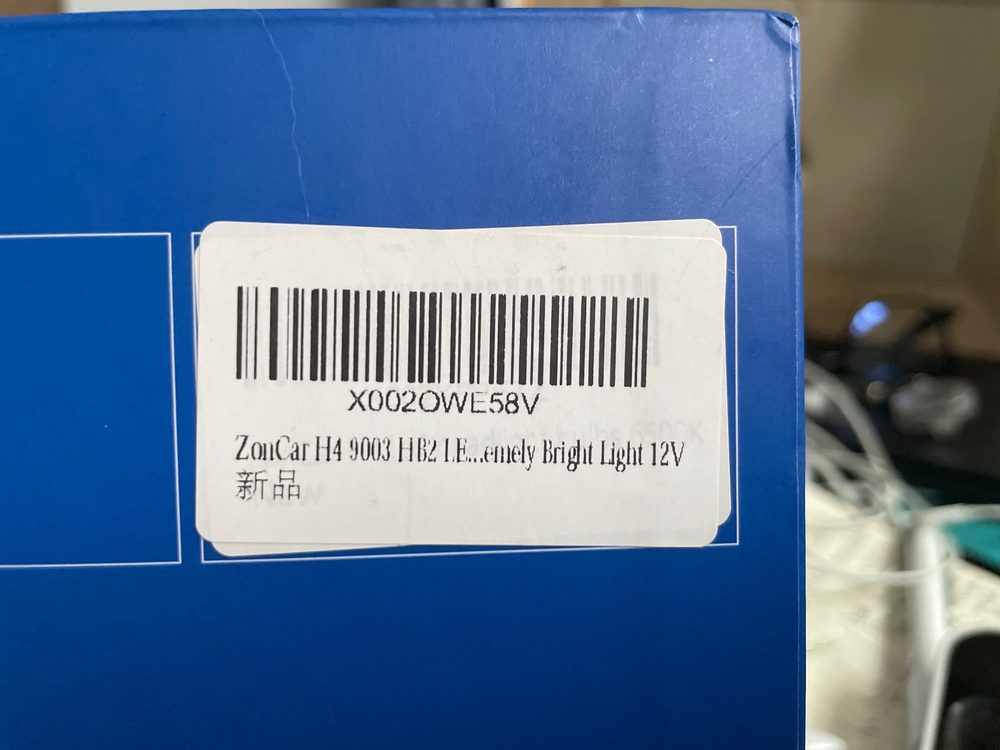 X002OWE58V
ZonCar H4 9003 HB2 LE...emely Bright Light 12V
新品